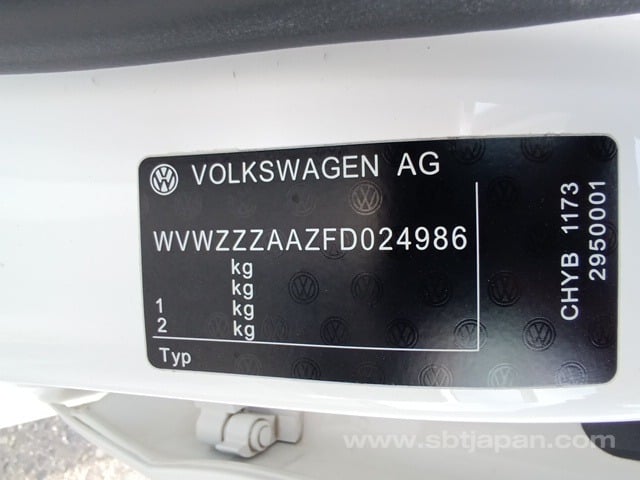 VOLKSWAGEN AG
WVWZZZAAZFD024986
kg
kg
1 kg
2 kg
Typ
CHYB 1173
2950001
www.sbtjapan.com